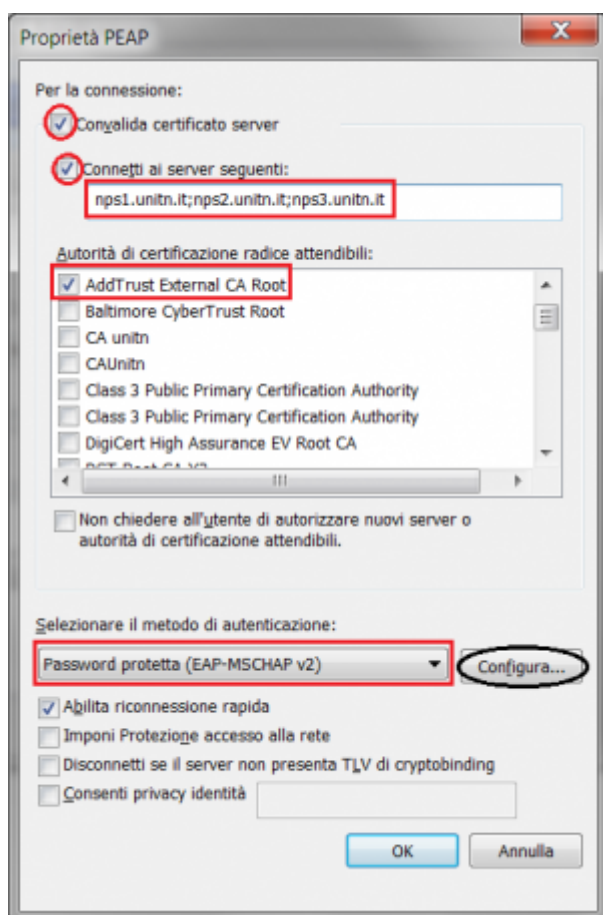 Proprietà PEAP
Per la connessione:
Convalida certificato server
Connetti ai server seguenti:
nps1.unitn.it;nps2.unitn.it;nps3.unitn.it
Autorità di certificazione radice attendibili:
AddTrust External CA Root
Baltimore CyberTrust Root
CA unitn
CAUnitn
Class 3 Public Primary Certification Authority
Class 3 Public Primary Certification Authority
DigiCert High Assurance EV Root CA
Non chiedere all'utente di autorizzare nuovi server o
autorità di certificazione attendibili.
Selezionare il metodo di autenticazione:
Password protetta (EAP-MSCHAP v2)
Configura...
Abilita riconnessione rapida
Imponi Protezione accesso alla rete
Disconnetti se il server non presenta TLV di cryptobinding
Consenti privacy identità
OK
Annulla